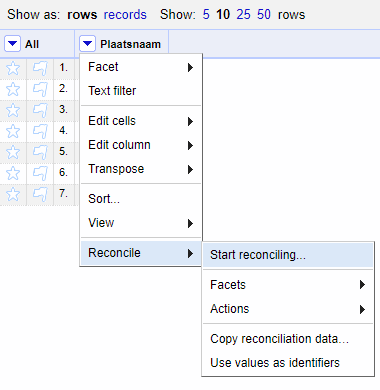 Show as: rows records Show: 5 10 25 50 rows
All Plaatsnaam
1.
2.
3.
4.
5.
6.
7.
Facet
Text filter
Edit cells
Edit column
Transpose
Sort...
View
Reconcile
Start reconciling...
Facets
Actions
Copy reconciliation data...
Use values as identifiers